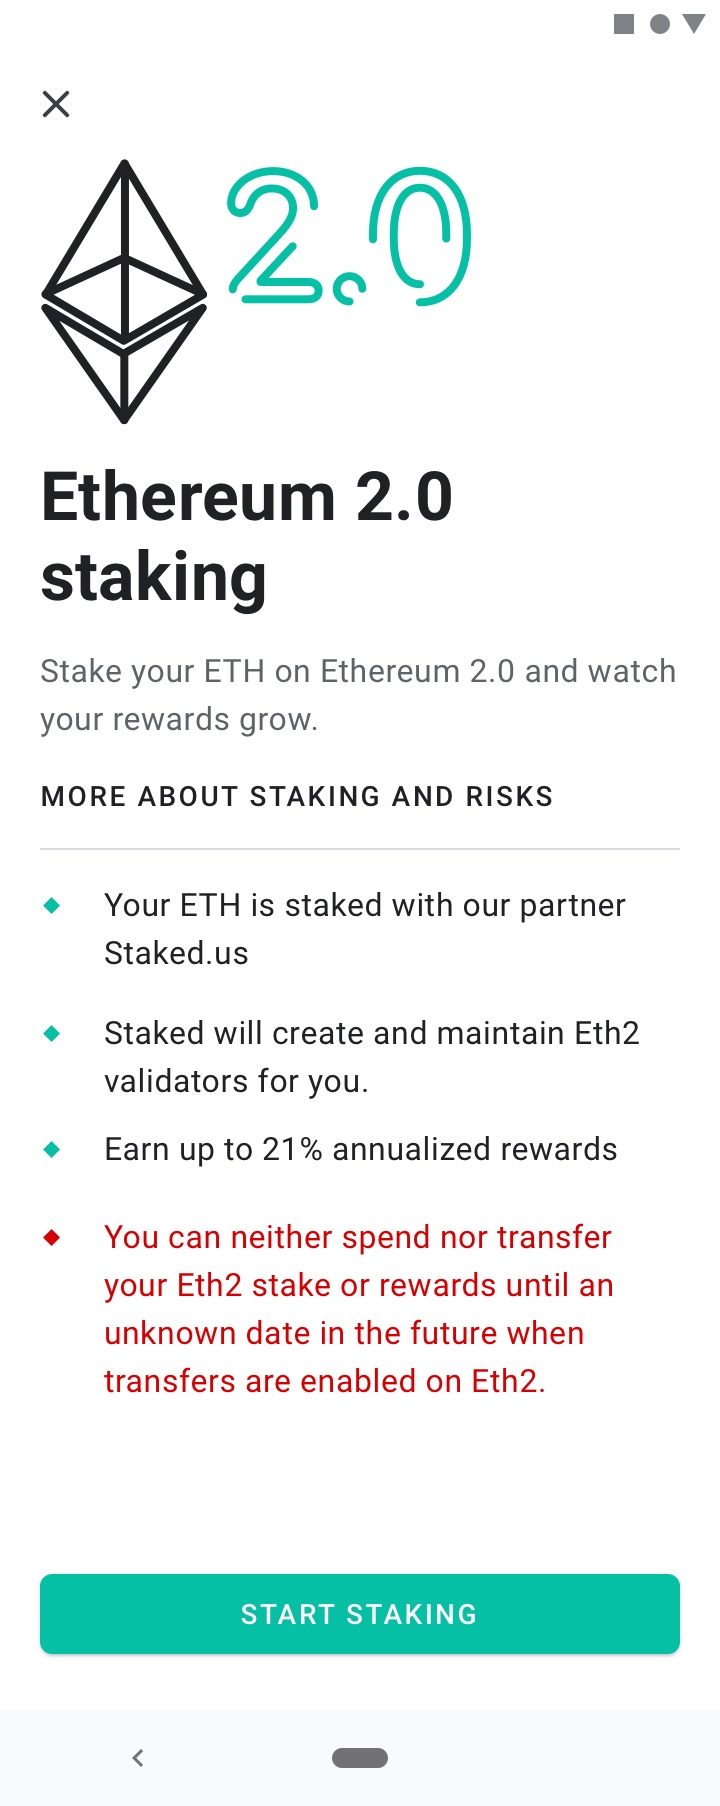 2.0
Ethereum 2.0
staking
Stake your ETH on Ethereum 2.0 and watch
your rewards grow.
MORE ABOUT STAKING AND RISKS
Your ETH is staked with our partner
Staked.us
Staked will create and maintain Eth2
validators for you.
Earn up to 21% annualized rewards
You can neither spend nor transfer
your Eth2 stake or rewards until an
unknown date in the future when
transfers are enabled on Eth2.
START STAKING